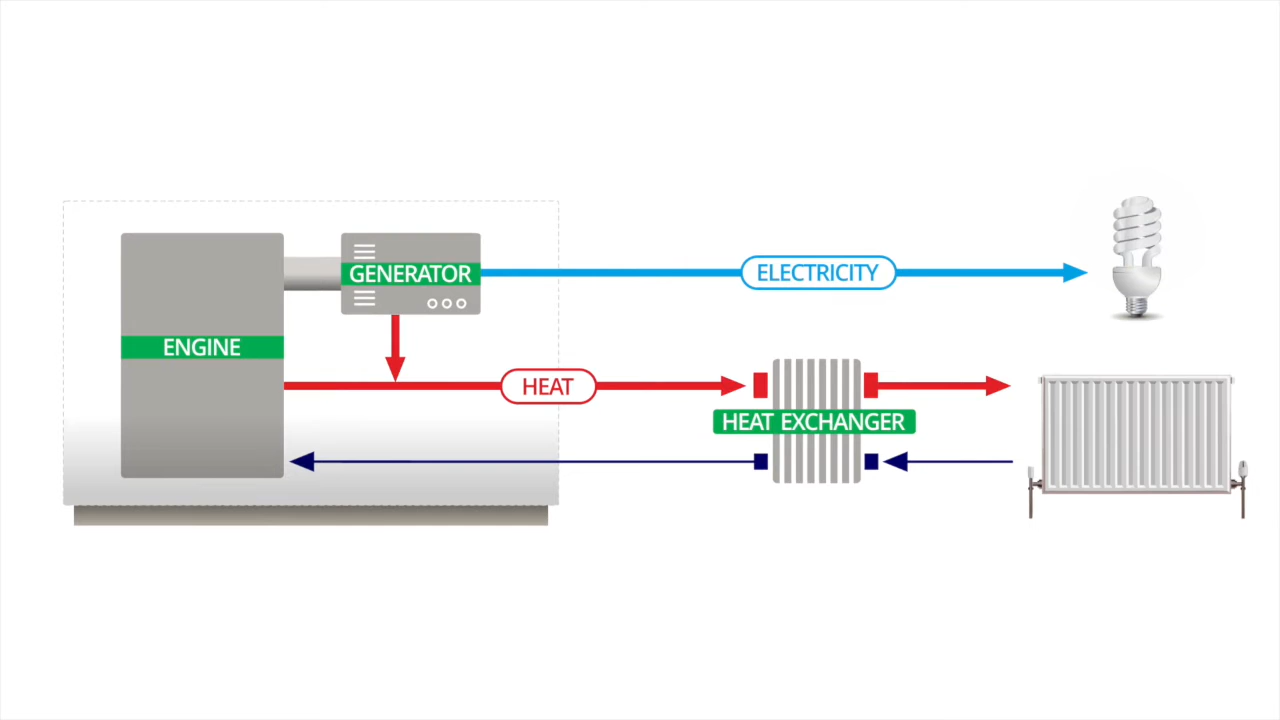 GENERATOR
ELECTRICITY
ENGINE
HEAT
HEAT EXCHANGER